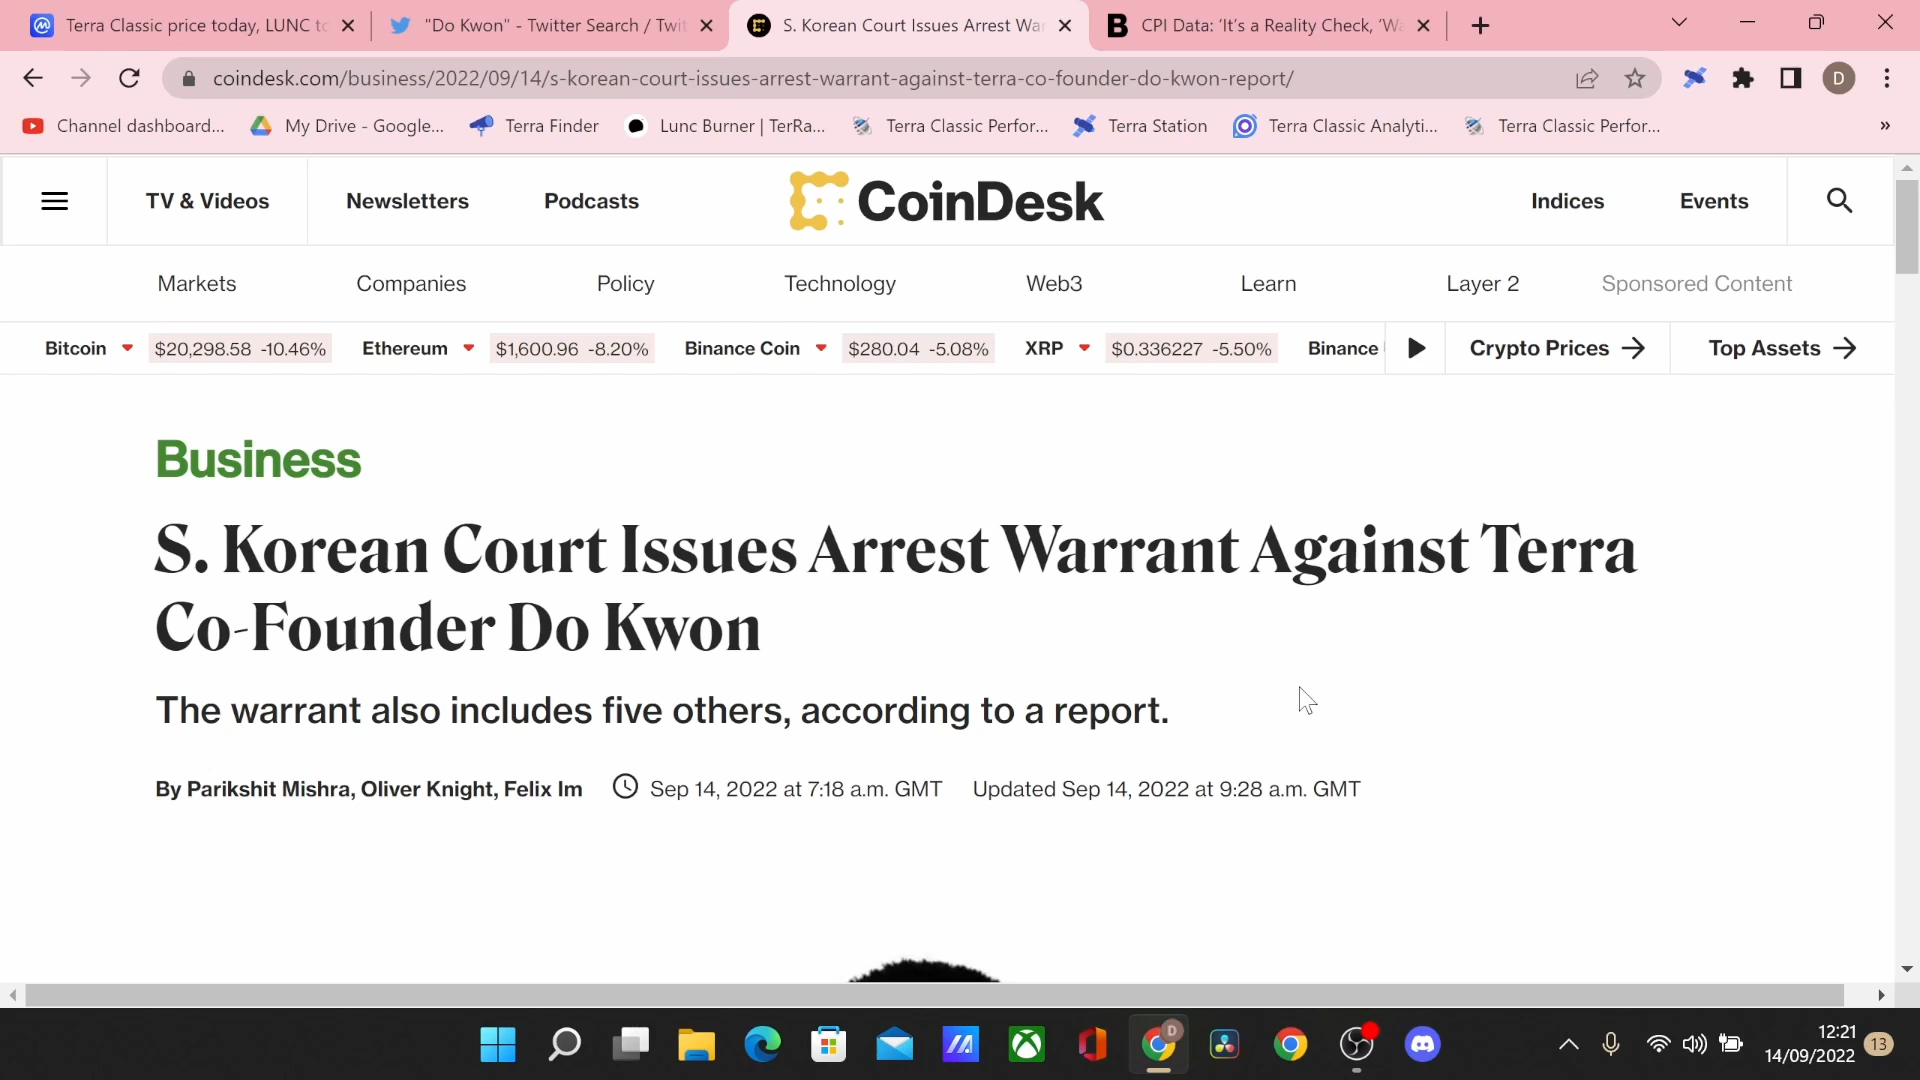 Terra Classic price today, LUNC to
"Do Kwon" - Twitter Search / Twit
S. Korean Court Issues Arrest War
CPI Data: 'It's a Reality Check, 'Wa
coindesk.com/business/2022/09/14/s-korean-court-issues-arrest-warrant-against-terra-co-founder-do-kwon-report/
D
Channel dashboard...
My Drive - Google...
Terra Finder
Lunc Burner | TerRa...
Terra Classic Perfor...
Terra Station
Terra Classic Analyti...
Terra Classic Perfor...
»
TV & Videos
Newsletters
Podcasts
CoinDesk
Indices
Events
Markets
Companies
Policy
Technology
Web3
Learn
Layer 2
Sponsored Content
Bitcoin $20,298.58 -10.46%
Ethereum $1,600.96 -8.20%
Binance Coin $280.04 -5.08%
XRP $0.336227 -5.50%
Binance
Crypto Prices
Top Assets
Business
S. Korean Court Issues Arrest Warrant Against Terra
Co-Founder Do Kwon
The warrant also includes five others, according to a report.
By Parikshit Mishra, Oliver Knight, Felix Im
Sep 14, 2022 at 7:18 a.m. GMT
Updated Sep 14, 2022 at 9:28 a.m. GMT
D
12:21
14/09/2022
13